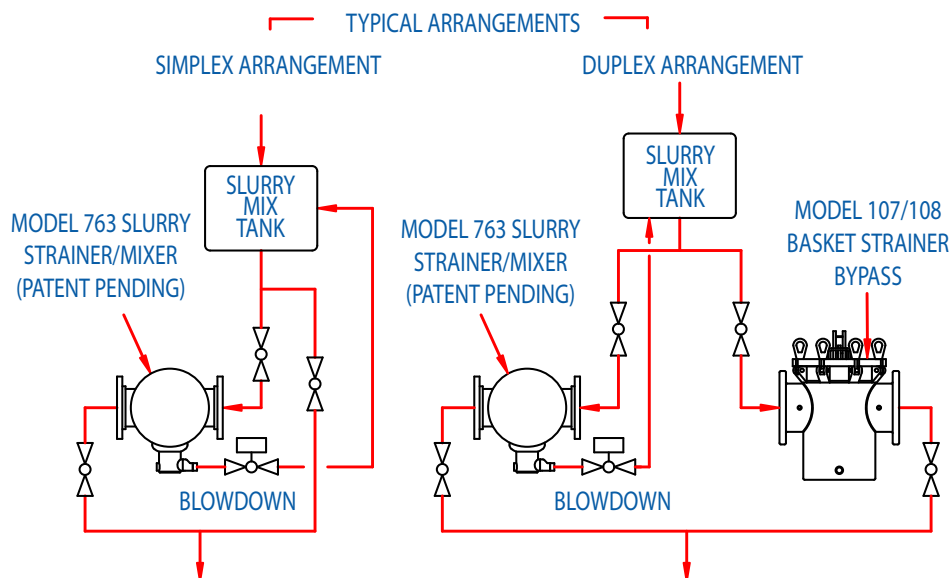 TYPICAL ARRANGEMENTS
SIMPLEX ARRANGEMENT
SLURRY
MIX
TANK
MODEL 763 SLURRY
STRAINER/MIXER
(PATENT PENDING)
BLOWDOWN
DUPLEX ARRANGEMENT
SLURRY
MIX
TANK
MODEL 763 SLURRY
STRAINER/MIXER
(PATENT PENDING)
MODEL 107/108
BASKET STRAINER
BYPASS
BLOWDOWN